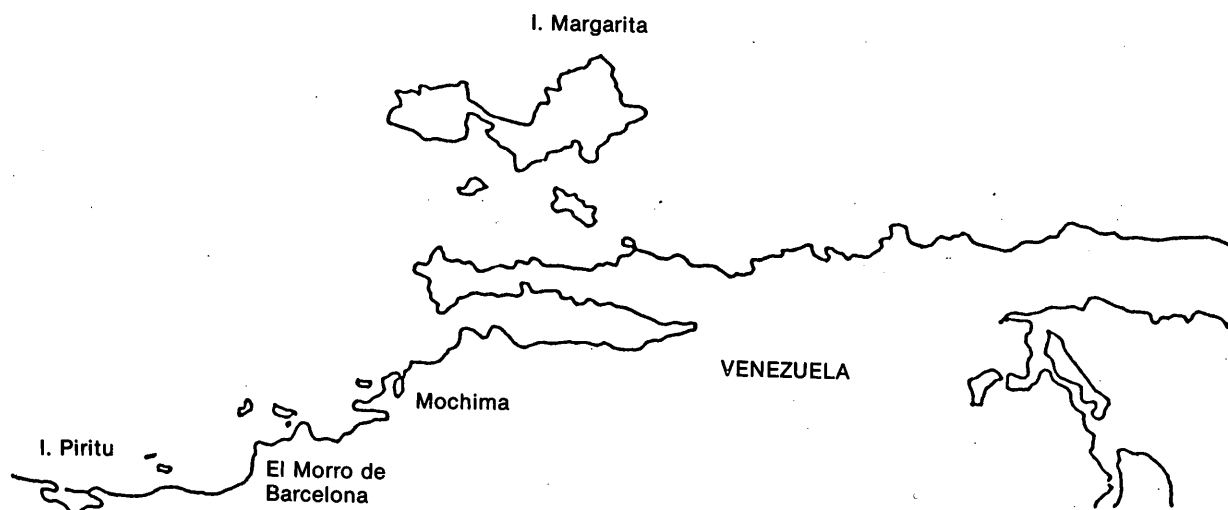 I. Margarita
VENEZUELA
Mochima
I. Piritu
El Morro de
Barcelona